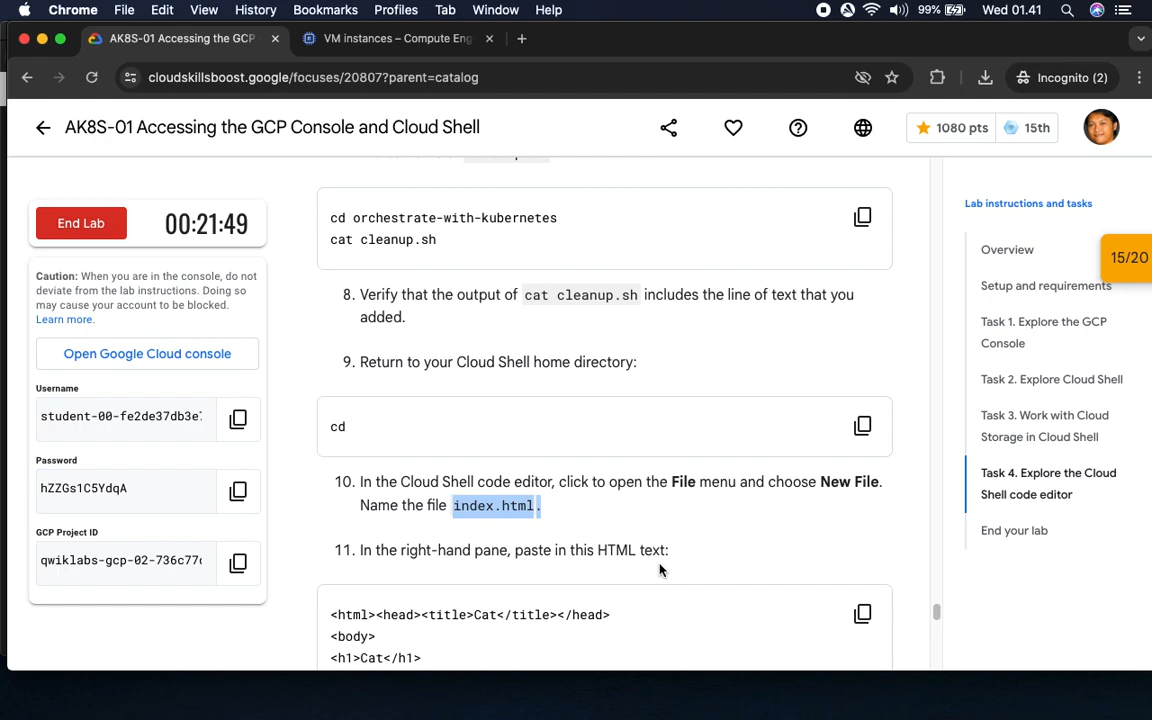 Chrome File Edit View History Bookmarks Profiles Tab Window Help 99% Wed 01.41
AK8S-01 Accessing the GCP VM instances – Compute Eng
cloudskillsboost.google/focuses/20807?parent=catalog Incognito (2)
AK8S-01 Accessing the GCP Console and Cloud Shell 1080 pts 15th
End Lab 00:21:49
Caution: When you are in the console, do not
deviate from the lab instructions. Doing so
may cause your account to be blocked.
Learn more.
Open Google Cloud console
Username
student-00-fe2de37db3e
Password
hZZGs1C5YdqA
GCP Project ID
qwiklabs-gcp-02-736c77
cd orchestrate-with-kubernetes
cat cleanup.sh
8. Verify that the output of cat cleanup.sh includes the line of text that you
added.
9. Return to your Cloud Shell home directory:
cd
10. In the Cloud Shell code editor, click to open the File menu and choose New File.
Name the file index.html.
11. In the right-hand pane, paste in this HTML text:
<html><head><title>Cat</title></head>
<body>
<h1>Cat</h1>
Lab instructions and tasks
Overview
15/20
Setup and requirements
Task 1. Explore the GCP
Console
Task 2. Explore Cloud Shell
Task 3. Work with Cloud
Storage in Cloud Shell
Task 4. Explore the Cloud
Shell code editor
End your lab